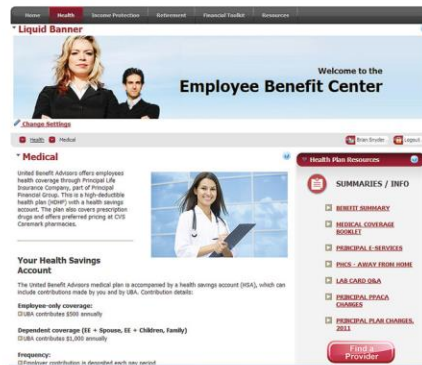 Home Health Income Protection Retirement Financial Toolkit Resources
Liquid Banner
Welcome to the
Employee Benefit Center
Change Settings
Health Medical
Brian Snyder Logout
Medical
United Benefit Advisors offers employees
health coverage through Principal Life
Insurance Company, part of Principal
Financial Group. This is a high-deductible
health plan (HDHP) with a health savings
account. The plan also covers prescription
drugs and offers preferred pricing at CVS
Caremark pharmacies.
Your Health Savings
Account
The United Benefit Advisors medical plan is accompanied by a health savings account (HSA), which can
include contributions made by you and by UBA. Contribution details:
Employee-only coverage:
UBA contributes $500 annually
Dependent coverage (EE + Spouse, EE + Children, Family)
UBA contributes $1,000 annually
Frequency:
Employer contribution is deposited each pay period
Health Plan Resources
SUMMARIES / INFO
BENEFIT SUMMARY
MEDICAL COVERAGE
BOOKLET
PRINCIPAL E-SERVICES
PHCS - AWAY FROM HOME
LAB CARD Q&A
PRINCIPAL PPACA
CHANGES
PRINCIPAL PLAN CHANGES,
2011
Find a
Provider